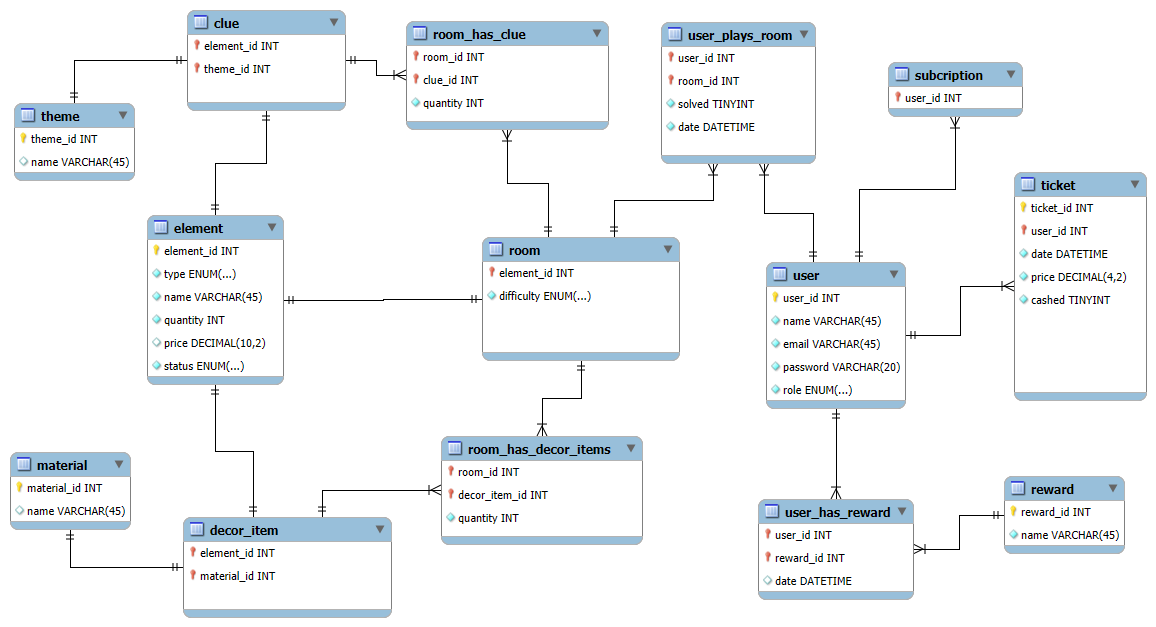 clue
element_id INT
theme_id INT
room_has_clue
room_id INT
clue_id INT
quantity INT
user_plays_room
user_id INT
room_id INT
solved TINYINT
date DATETIME
subcription
user_id INT
theme
theme_id INT
name VARCHAR(45)
ticket
ticket_id INT
user_id INT
date DATETIME
price DECIMAL(4,2)
cashed TINYINT
element
element_id INT
type ENUM(...)
name VARCHAR(45)
quantity INT
price DECIMAL(10,2)
status ENUM(...)
room
element_id INT
difficulty ENUM(...)
user
user_id INT
name VARCHAR(45)
email VARCHAR(45)
password VARCHAR(20)
role ENUM(...)
material
material_id INT
name VARCHAR(45)
room_has_decor_items
room_id INT
decor_item_id INT
quantity INT
decor_item
element_id INT
material_id INT
user_has_reward
user_id INT
reward_id INT
date DATETIME
reward
reward_id INT
name VARCHAR(45)